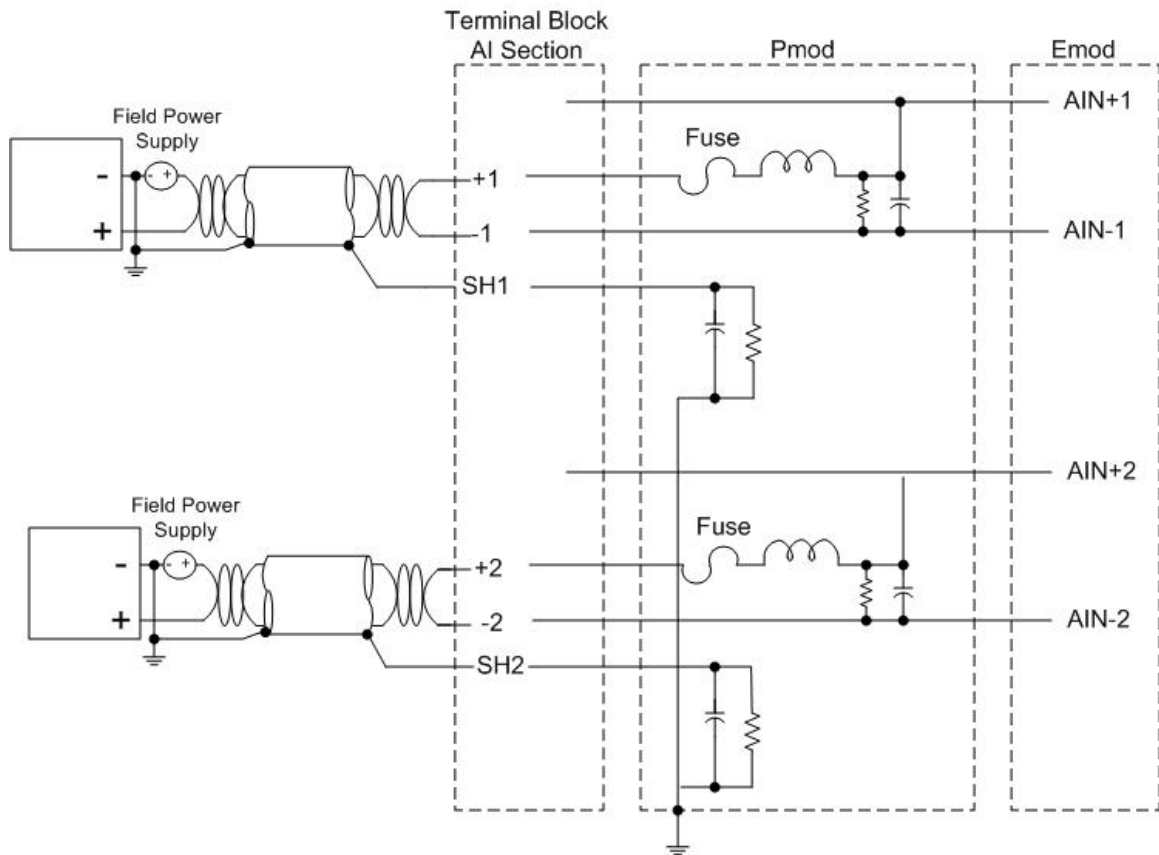 Terminal Block
AI Section
Pmod
Emod
AIN+1
Field Power
Supply
Fuse
- - +
+1
+
-1
AIN-1
SH1
AIN+2
Field Power
Supply
Fuse
- - +
+2
+
-2
AIN-2
SH2